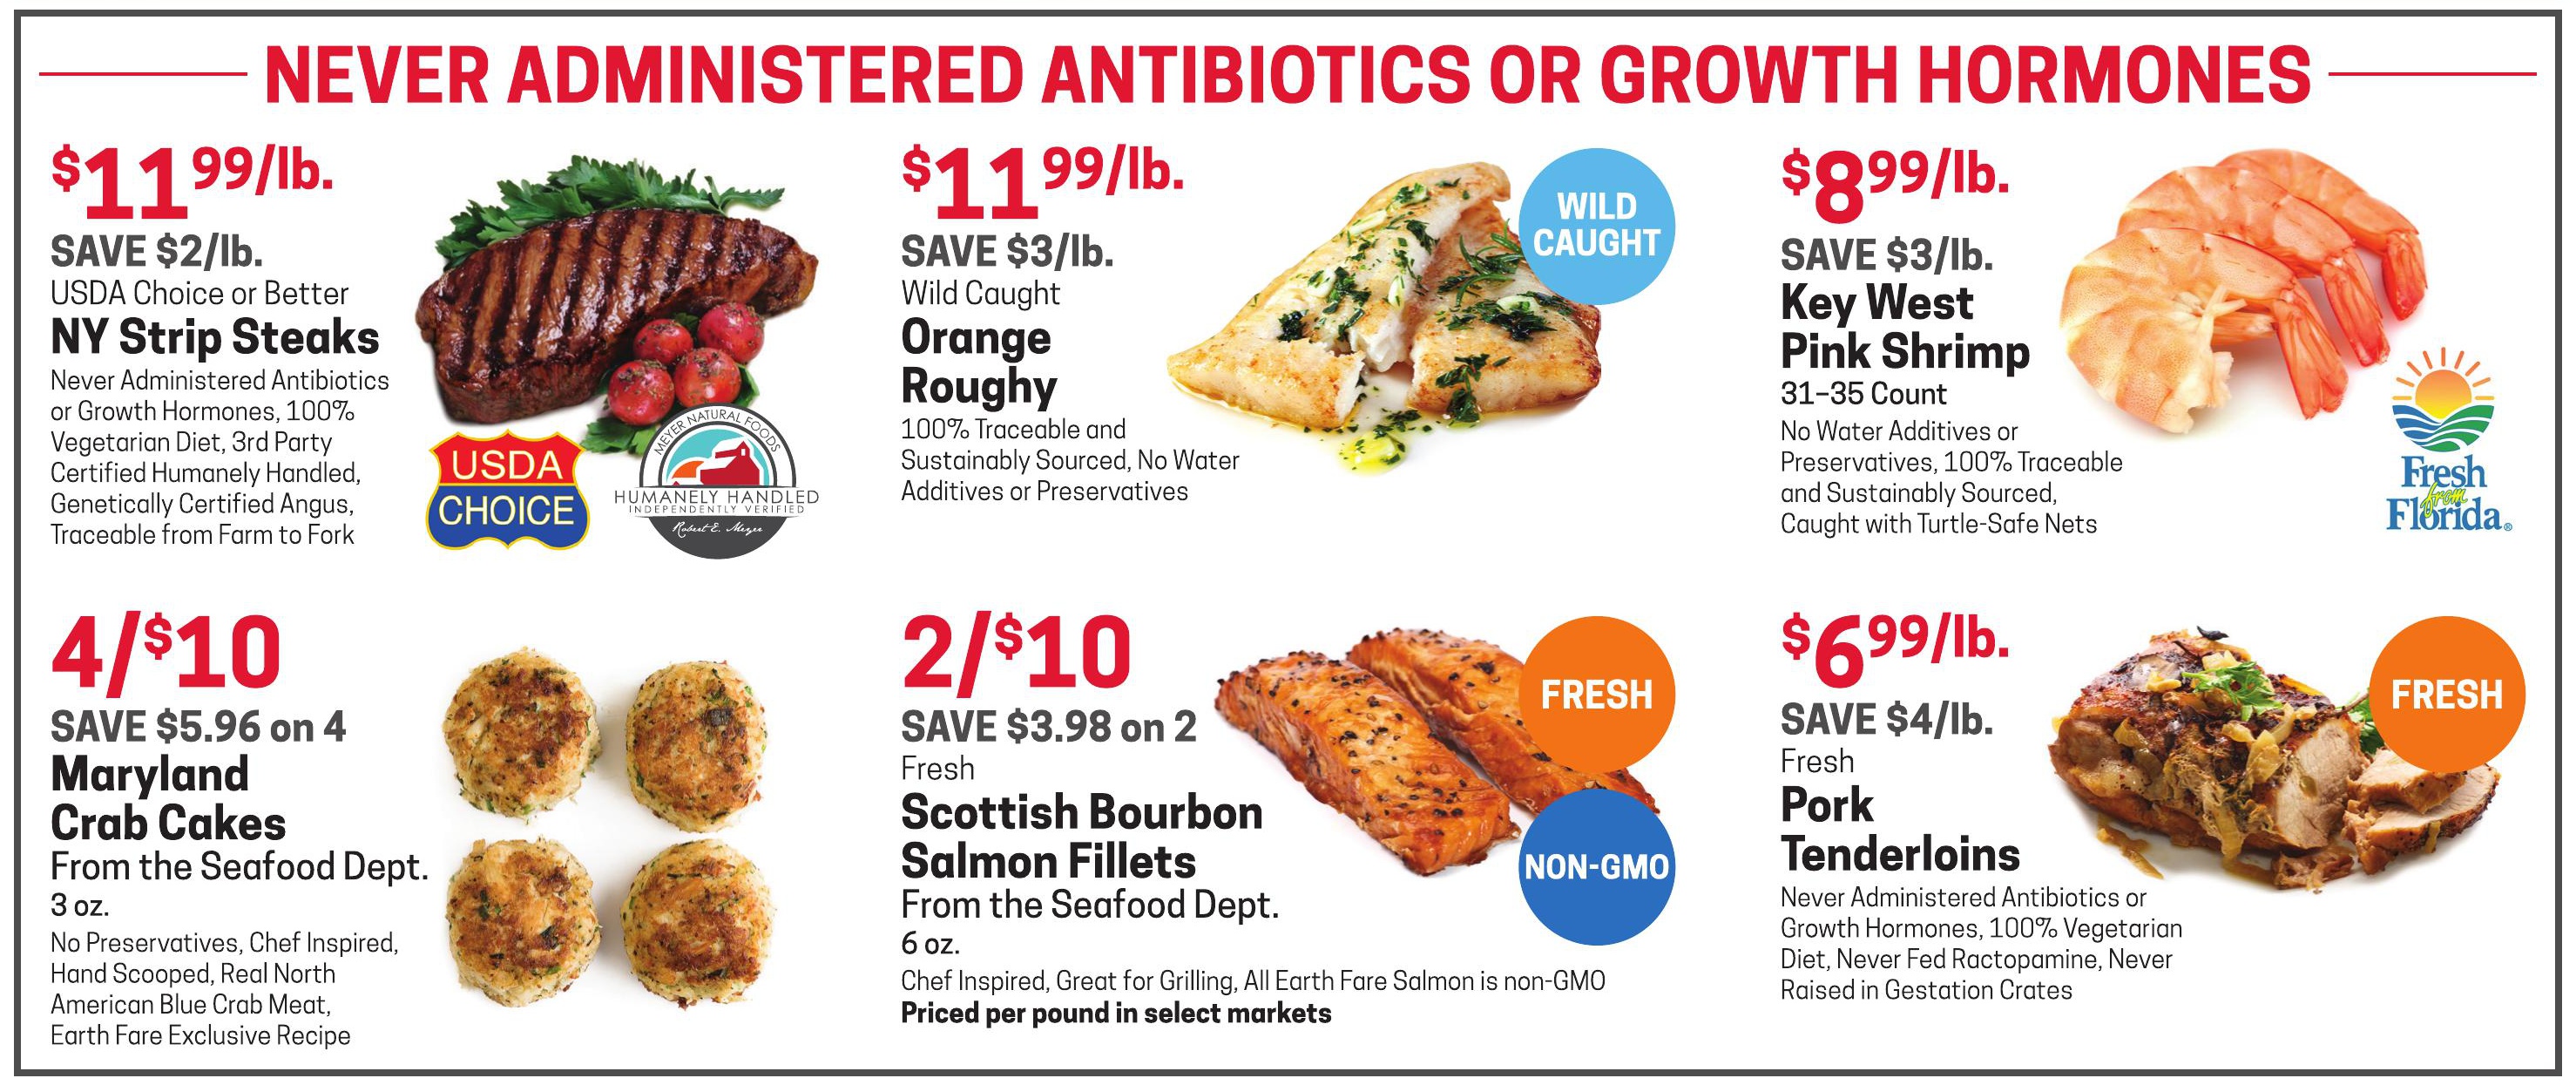 NEVER ADMINISTERED ANTIBIOTICS OR GROWTH HORMONES
$11 99/lb.
SAVE $2/lb.
USDA Choice or Better
NY Strip Steaks
Never Administered Antibiotics
or Growth Hormones, 100%
Vegetarian Diet, 3rd Party
Certified Humanely Handled,
Genetically Certified Angus,
Traceable from Farm to Fork
USDA
CHOICE
MEYER NATURAL FOODS
HUMANELY HANDLED
INDEPENDENTLY VERIFIED
Robert E. Meyer
$11 99/lb.
SAVE $3/lb.
Wild Caught
Orange
Roughy
100% Traceable and
Sustainably Sourced, No Water
Additives or Preservatives
WILD
CAUGHT
$8 99/lb.
SAVE $3/lb.
Key West
Pink Shrimp
31–35 Count
No Water Additives or
Preservatives, 100% Traceable
and Sustainably Sourced,
Caught with Turtle-Safe Nets
Fresh
from
Florida®
4/$10
SAVE $5.96 on 4
Maryland
Crab Cakes
From the Seafood Dept.
3 oz.
No Preservatives, Chef Inspired,
Hand Scooped, Real North
American Blue Crab Meat,
Earth Fare Exclusive Recipe
2/$10
SAVE $3.98 on 2
Fresh
Scottish Bourbon
Salmon Fillets
From the Seafood Dept.
6 oz.
Chef Inspired, Great for Grilling, All Earth Fare Salmon is non-GMO
Priced per pound in select markets
FRESH
NON-GMO
$6 99/lb.
SAVE $4/lb.
Fresh
Pork
Tenderloins
Never Administered Antibiotics or
Growth Hormones, 100% Vegetarian
Diet, Never Fed Ractopamine, Never
Raised in Gestation Crates
FRESH